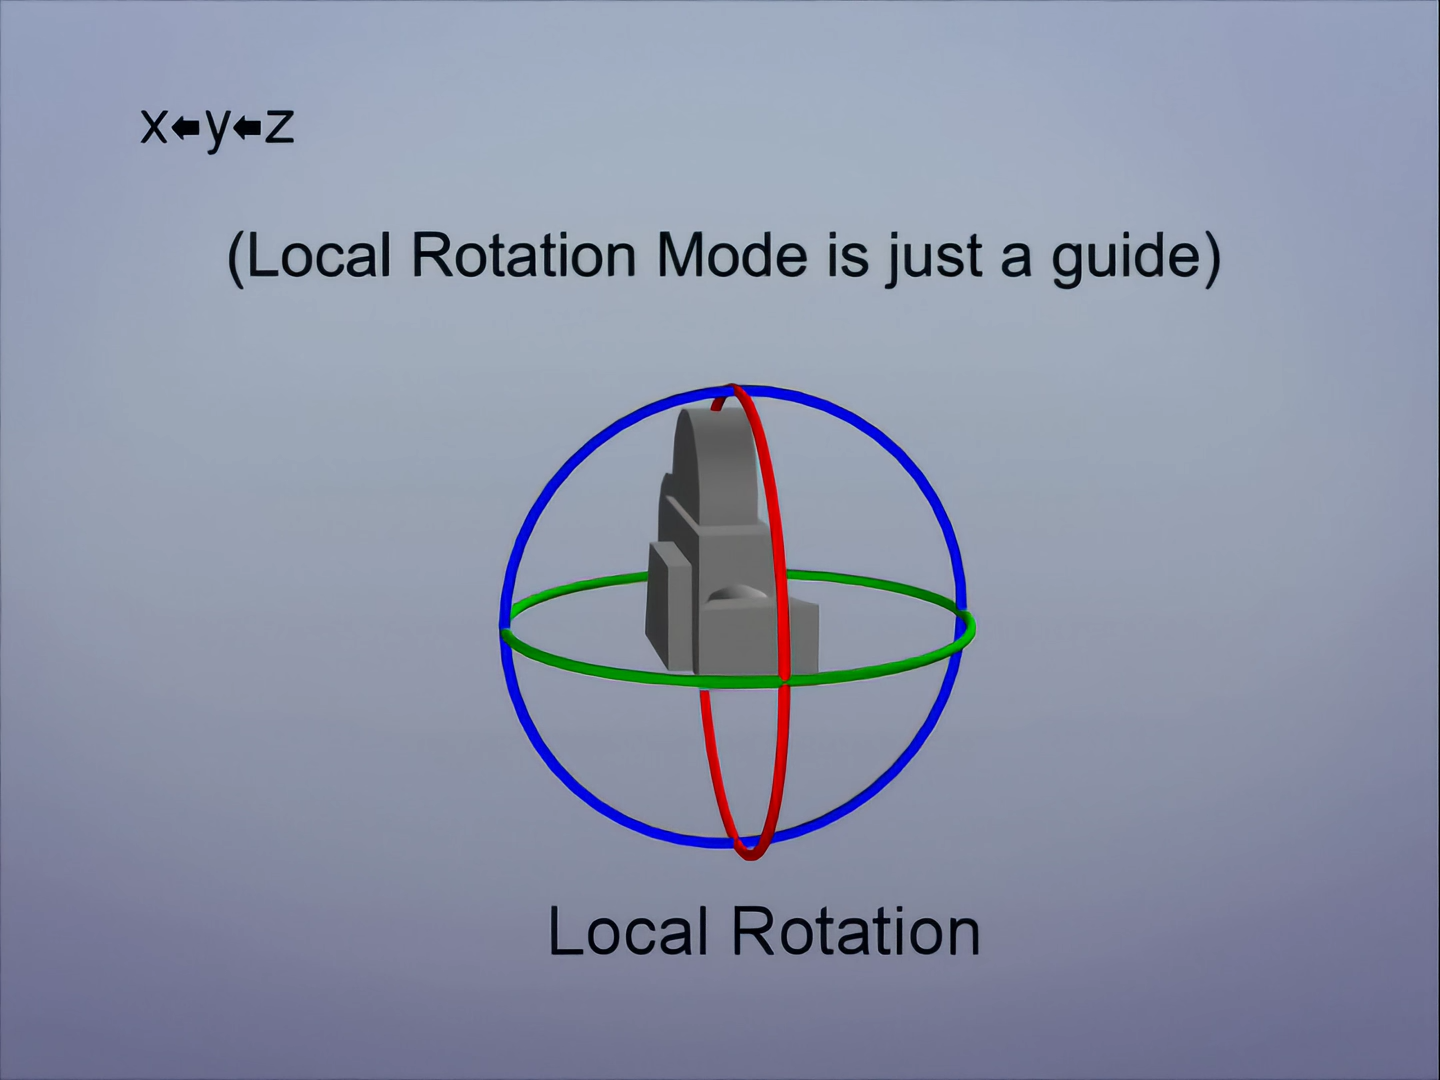 x⬅y⬅z
(Local Rotation Mode is just a guide)
Local Rotation